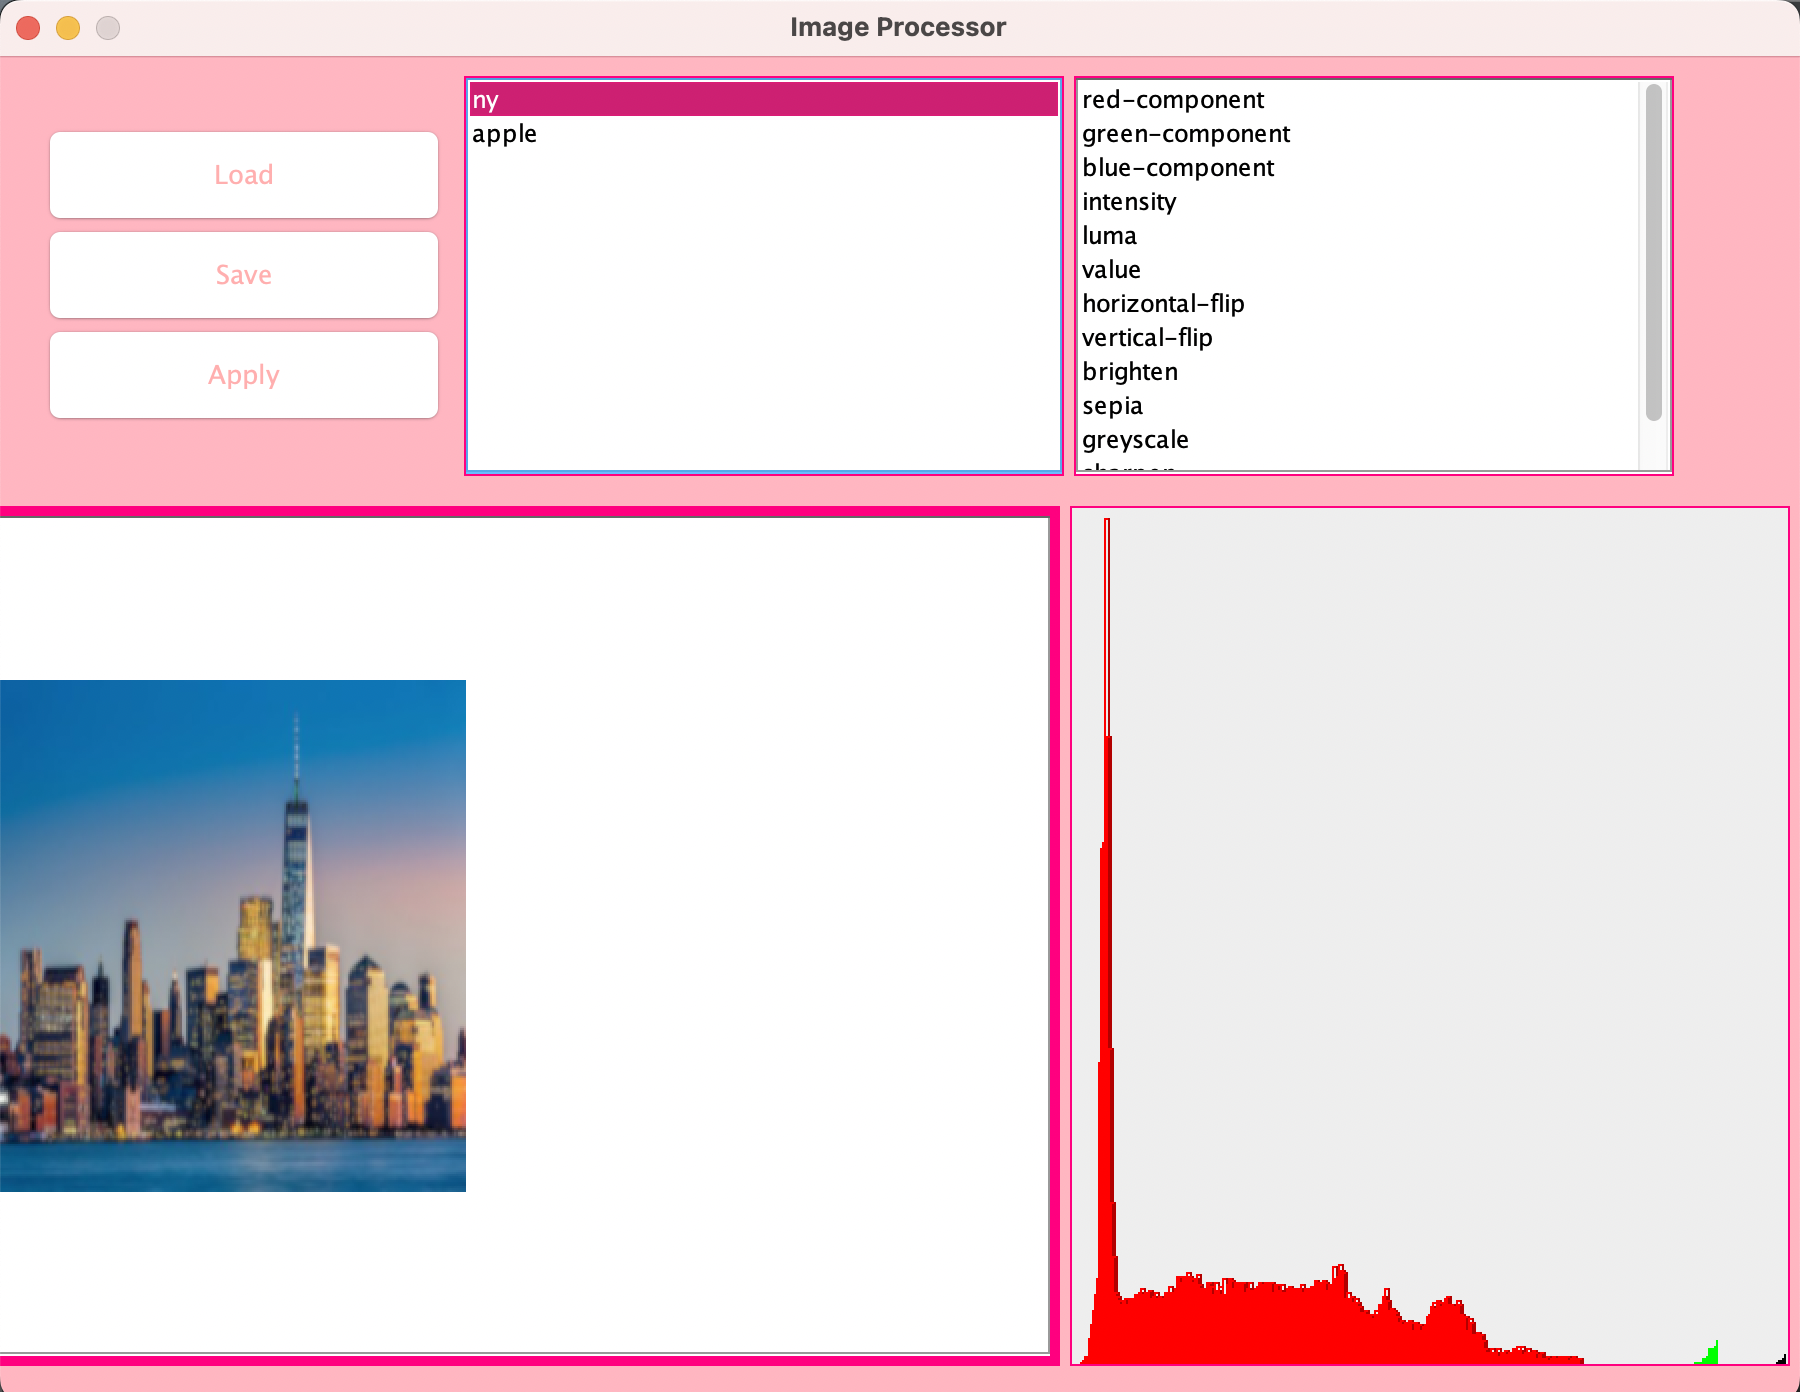 Image Processor
Load
Save
Apply
ny
apple
red-component
green-component
blue-component
intensity
luma
value
horizontal-flip
vertical-flip
brighten
sepia
greyscale